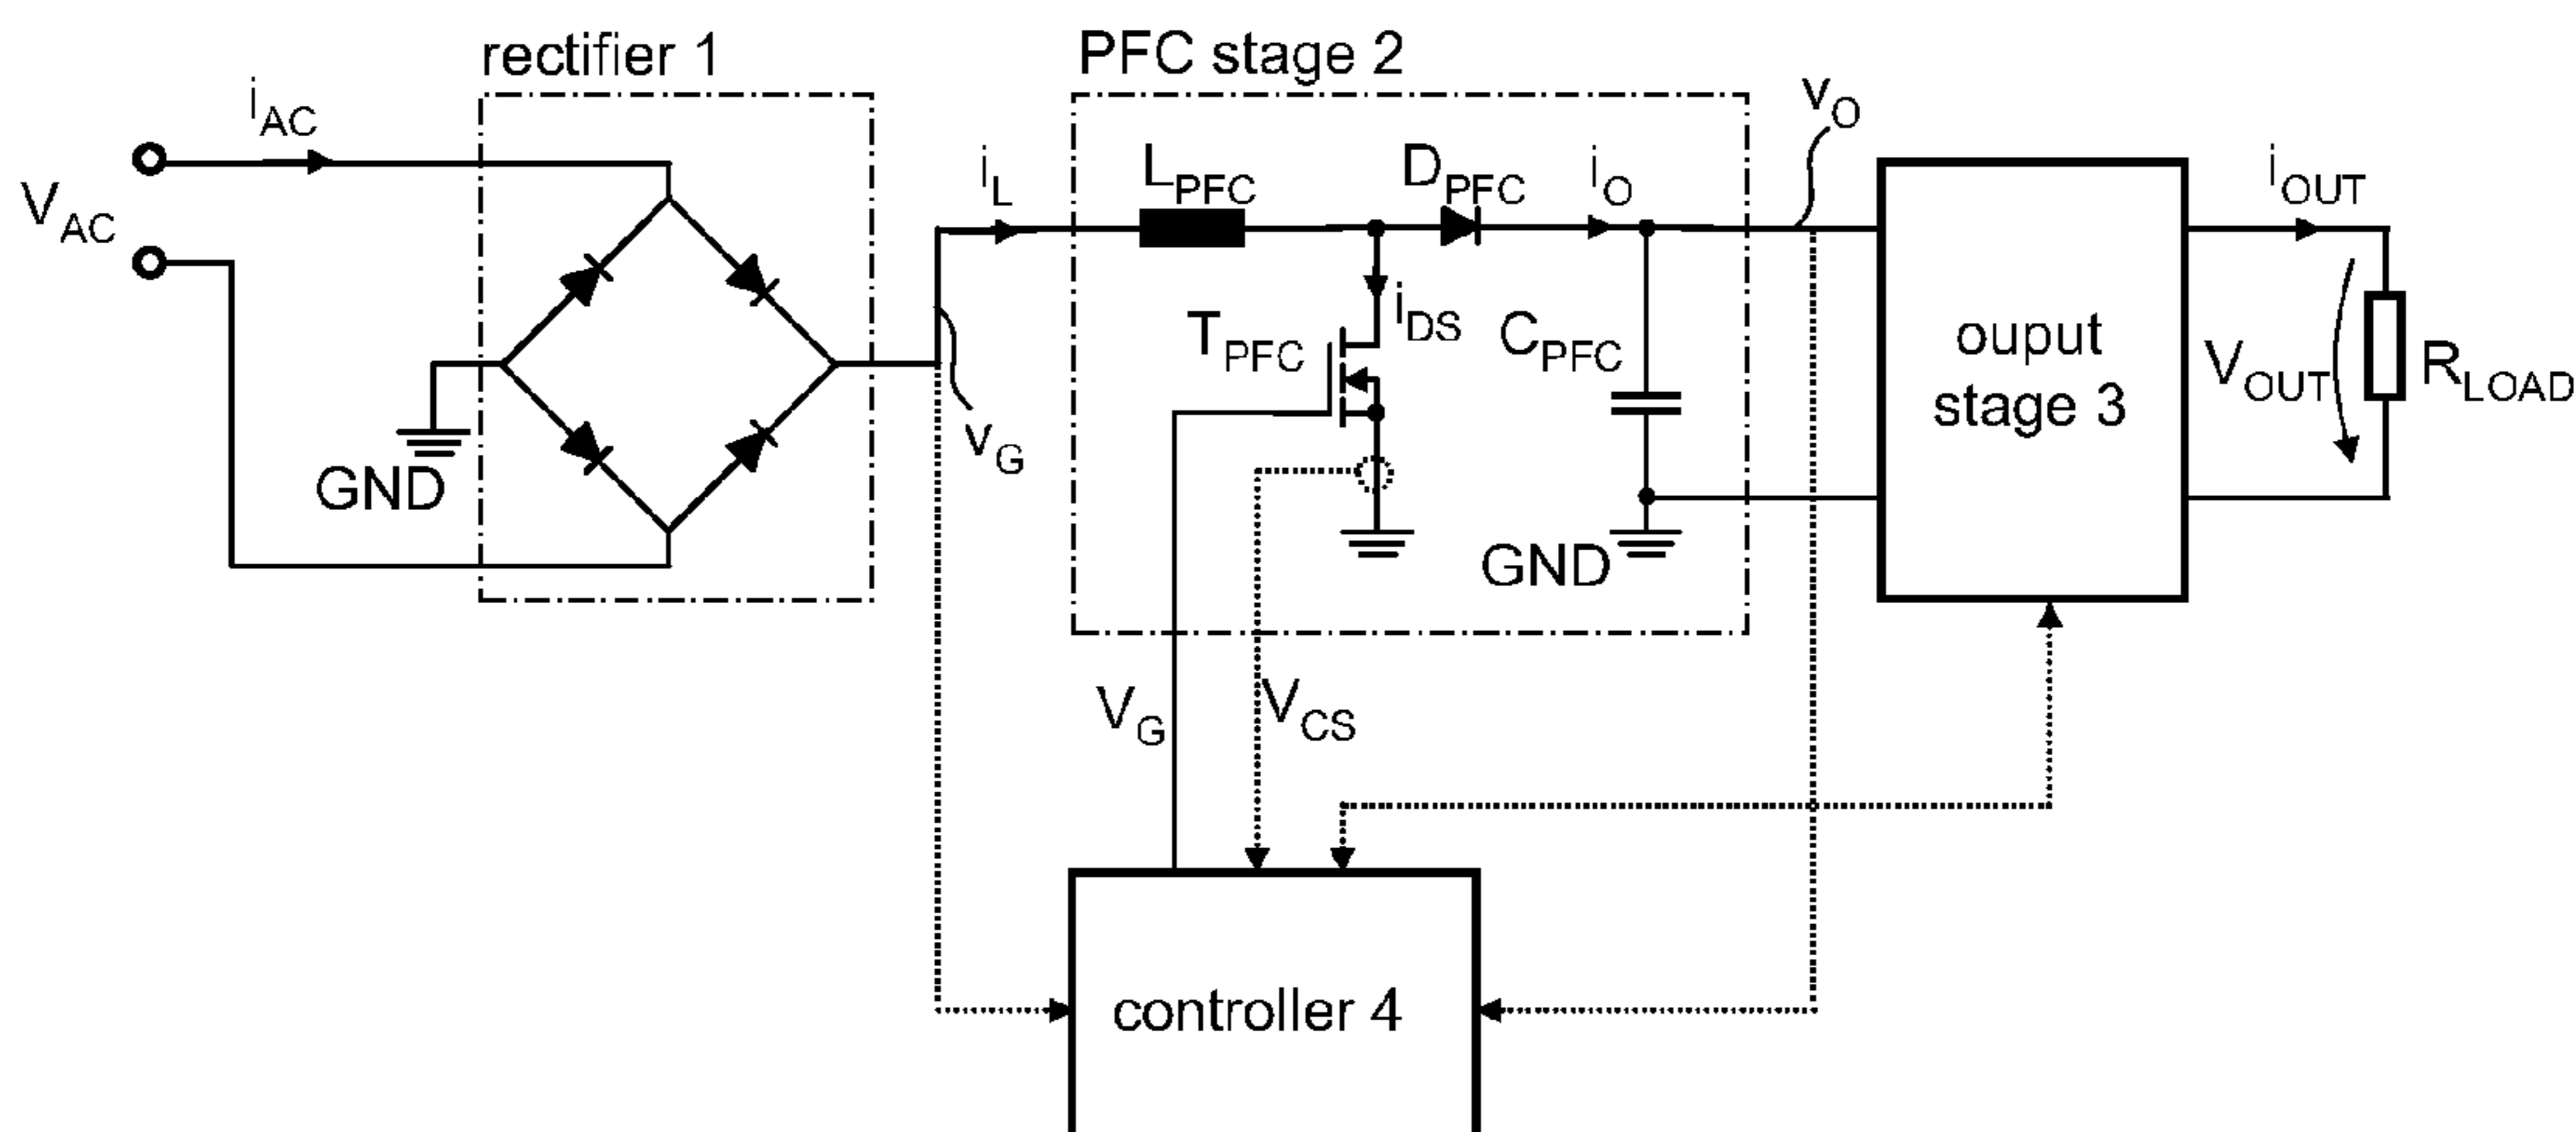 rectifier 1
PFC stage 2
iAC
VAC
iL
LPFC
DPFC
iO
vO
iOUT
iDS
TPFC
CPFC
ouput
stage 3
VOUT
RLOAD
GND
vG
GND
VG
VCS
controller 4